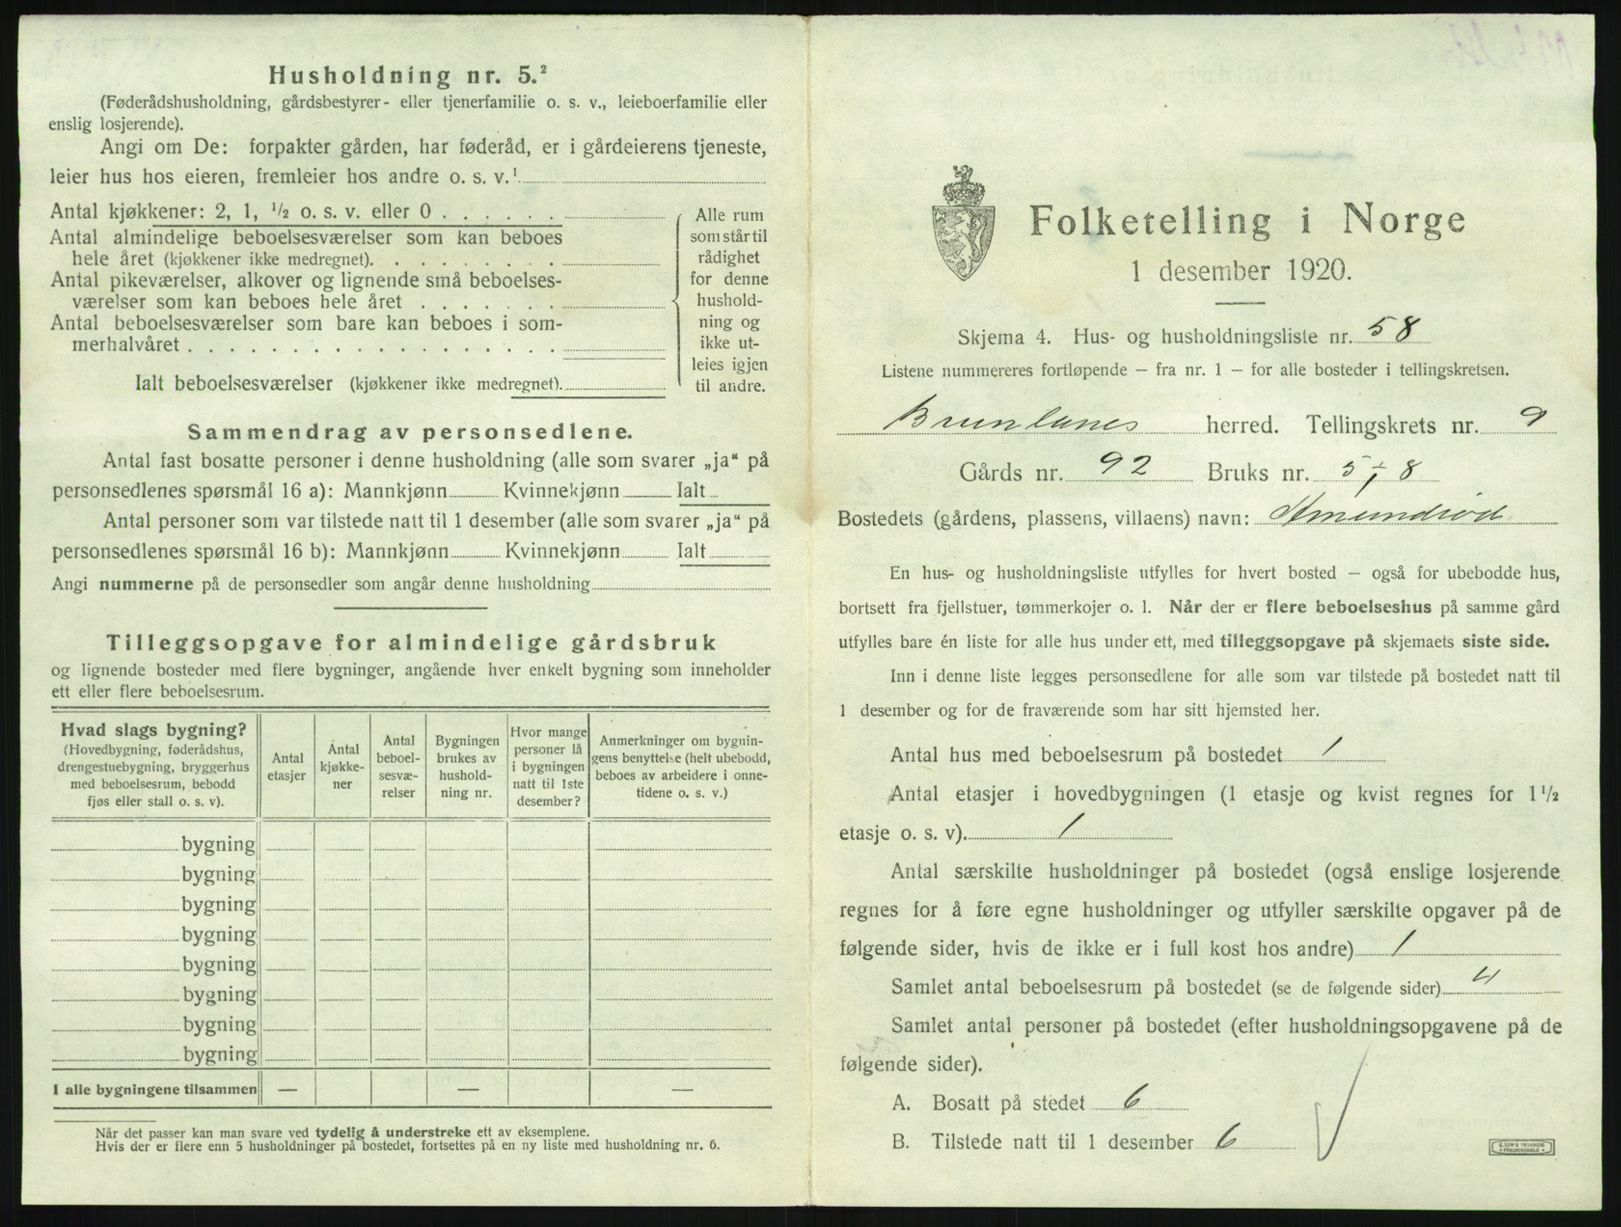 Husholdning nr. 5.²
(Føderådshusholdning, gårdsbestyrer- eller tjenerfamilie o. s. v., leieboerfamilie eller
enslig losjerende).
Angi om De: forpakter gården, har føderåd, er i gårdeierens tjeneste,
leier hus hos eieren, fremleier hos andre o. s. v.¹
Antal kjøkkener: 2, 1, ½ o. s. v. eller 0 . . . . . .
Antal almindelige beboelsesværelser som kan beboes
hele året (kjøkkener ikke medregnet). . . . . . . . .
Antal pikeværelser, alkover og lignende små beboelses-
værelser som kan beboes hele året . . . . . . .
Antal beboelsesværelser som bare kan beboes i som-
merhalvåret . . . . . . . . . . . . . . . . . .
Ialt beboelsesværelser (kjøkkener ikke medregnet).
Alle rum
som står til
rådighet
for denne
hushold-
ning og
ikke ut-
leies igjen
til andre.
Sammendrag av personsedlene.
Antal fast bosatte personer i denne husholdning (alle som svarer „ja“ på
personsedlenes spørsmål 16 a): Mannkjønn Kvinnekjønn Ialt
Antal personer som var tilstede natt til 1 desember (alle som svarer „ja“ på
personsedlenes spørsmål 16 b): Mannkjønn Kvinnekjønn Ialt
Angi nummerne på de personsedler som angår denne husholdning
Tilleggsopgave for almindelige gårdsbruk
og lignende bosteder med flere bygninger, angående hver enkelt bygning som inneholder
ett eller flere beboelsesrum.
Hvad slags bygning?
(Hovedbygning, føderådshus,
drengestuebygning, bryggerhus
med beboelsesrum, bebodd
fjøs eller stall o. s. v).
Antal
etasjer
Antal
kjøkke-
ner
Antal
beboel-
sesvæ-
relser
Bygningen
brukes av
hushold-
ning nr.
Hvor mange
personer lå
i bygningen
natt til 1ste
desember?
Anmerkninger om bygnin-
gens benyttelse (helt ubebodd,
beboes av arbeidere i onne-
tidene o. s. v.)
bygning
bygning
bygning
bygning
bygning
bygning
bygning
bygning
I alle bygningene tilsammen — — —
Når det passer kan man svare ved tydelig å understreke ett av eksemplene.
Hvis der er flere enn 5 husholdninger på bostedet, fortsettes på en ny liste med husholdning nr. 6.
Folketelling i Norge
1 desember 1920.
Skjema 4. Hus- og husholdningsliste nr. 58
Listene nummereres fortløpende — fra nr. 1 — for alle bosteder i tellingskretsen.
Brunlanes herred. Tellingskrets nr. 9
Gårds nr. 92 Bruks nr. 5 + 8
Bostedets (gårdens, plassens, villaens) navn: Amundrød
En hus- og husholdningsliste utfylles for hvert bosted — også for ubebodde hus,
bortsett fra fjellstuer, tømmerkojer o. l. Når der er flere beboelseshus på samme gård
utfylles bare én liste for alle hus under ett, med tilleggsopgave på skjemaets siste side.
Inn i denne liste legges personsedlene for alle som var tilstede på bostedet natt til
1 desember og for de fraværende som har sitt hjemsted her.
Antal hus med beboelsesrum på bostedet 1
Antal etasjer i hovedbygningen (1 etasje og kvist regnes for 1½
etasje o. s. v). 1
Antal særskilte husholdninger på bostedet (også enslige losjerende
regnes for å føre egne husholdninger og utfyller særskilte opgaver på de
følgende sider, hvis de ikke er i full kost hos andre) 1
Samlet antal beboelsesrum på bostedet (se de følgende sider) 4
Samlet antal personer på bostedet (efter husholdningsopgavene på de
følgende sider).
A. Bosatt på stedet 6
B. Tilstede natt til 1 desember 6